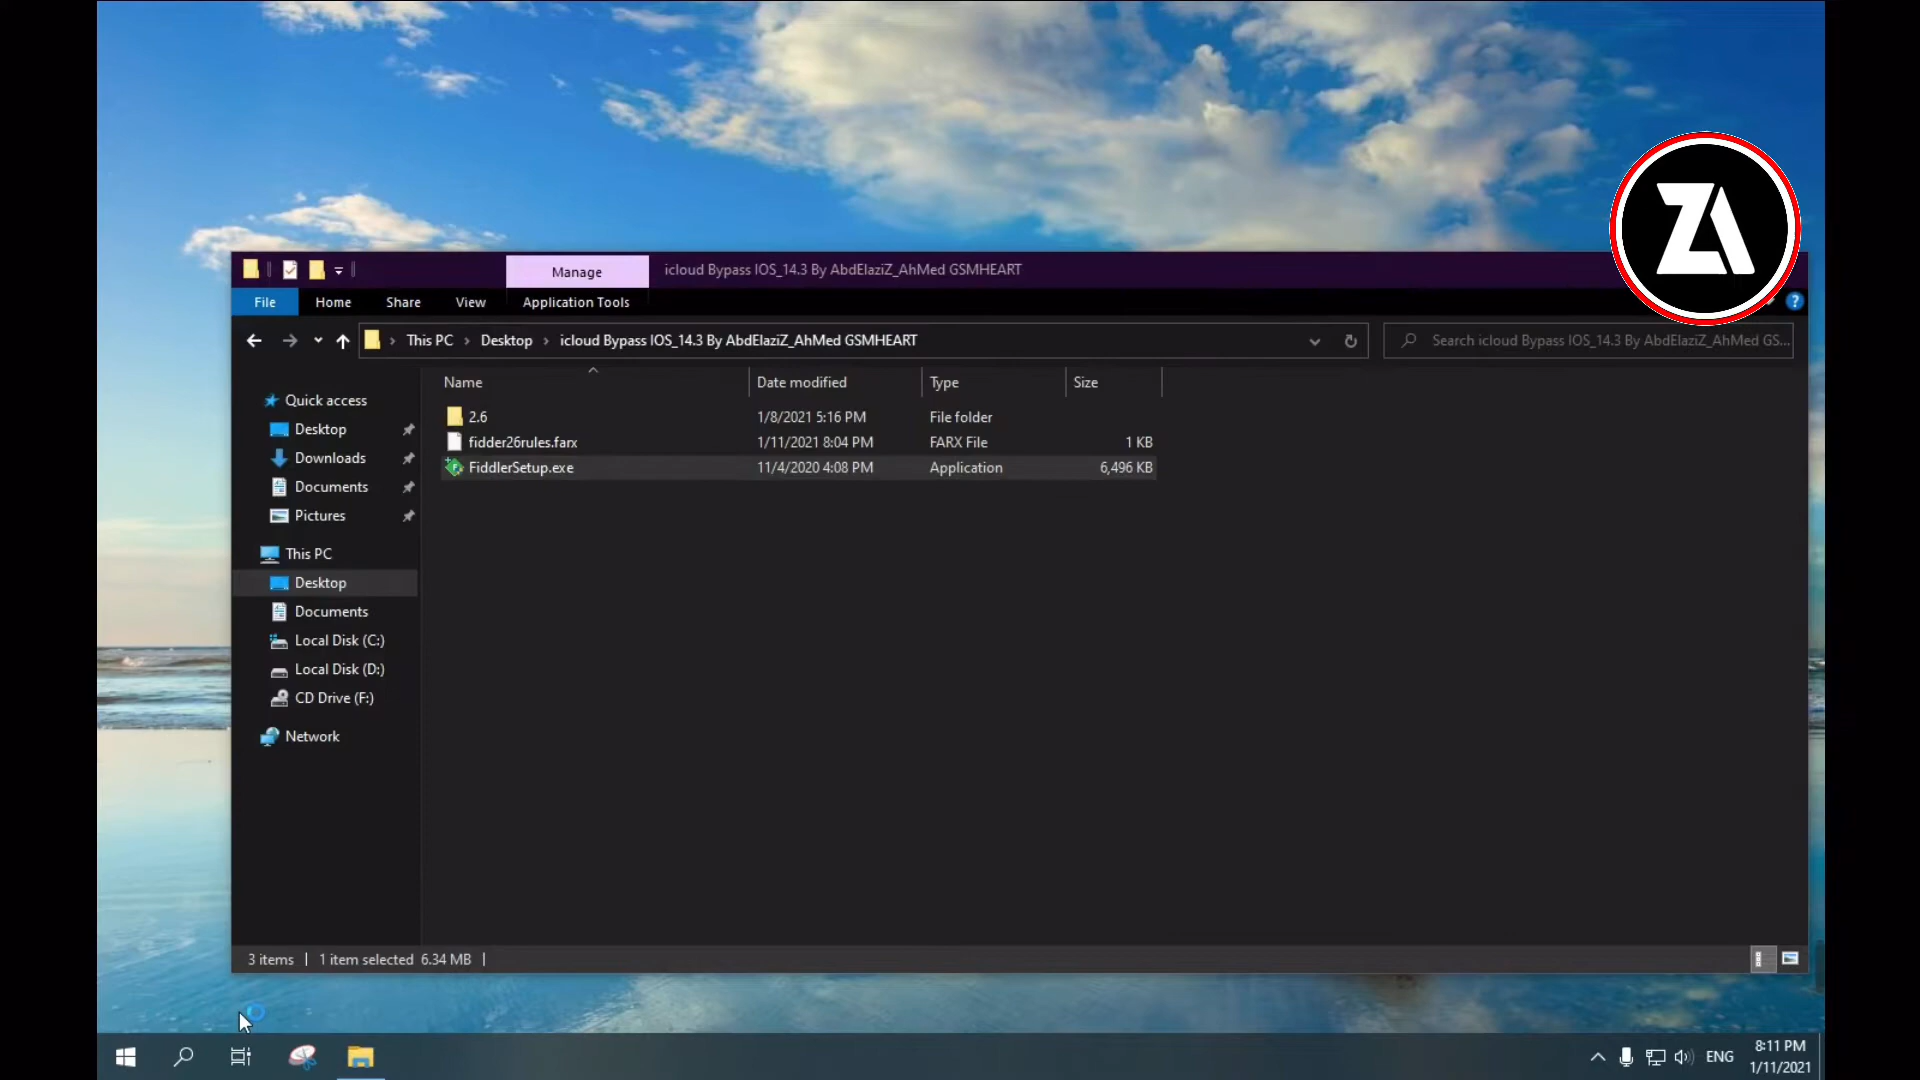 ZA
Manage
icloud Bypass IOS_14.3 By AbdElaziZ_AhMed GSMHEART
File
Home
Share
View
Application Tools
This PC
Desktop
icloud Bypass IOS_14.3 By AbdElaziZ_AhMed GSMHEART
Search icloud Bypass IOS_14.3 By AbdElaziZ_AhMed GS...
Name
Date modified
Type
Size
2.6
1/8/2021 5:16 PM
File folder
fidder26rules.farx
1/11/2021 8:04 PM
FARX File
1 KB
FiddlerSetup.exe
11/4/2020 4:08 PM
Application
6,496 KB
Quick access
Desktop
Downloads
Documents
Pictures
This PC
Desktop
Documents
Local Disk (C:)
Local Disk (D:)
CD Drive (F:)
Network
3 items
1 item selected 6.34 MB
ENG
8:11 PM
1/11/2021